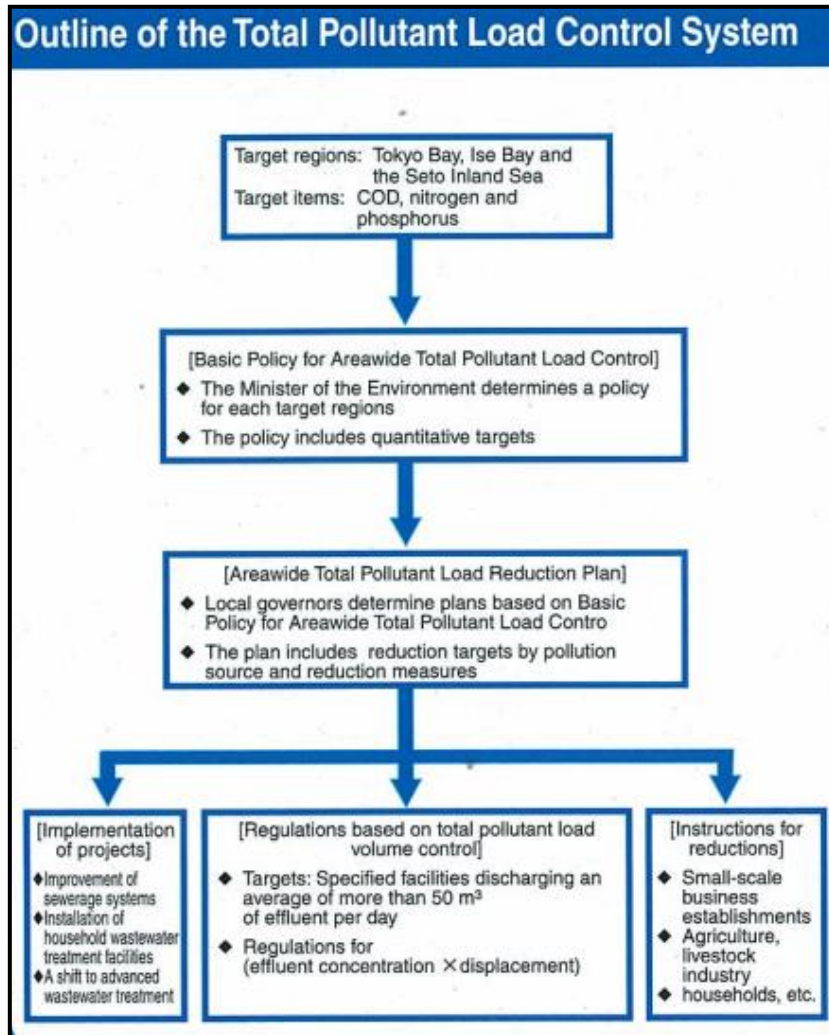 Outline of the Total Pollutant Load Control System
Target regions: Tokyo Bay, Ise Bay and
the Seto Inland Sea
Target items: COD, nitrogen and
phosphorus
[Basic Policy for Areawide Total Pollutant Load Control]
◆ The Minister of the Environment determines a policy
for each target regions
◆ The policy includes quantitative targets
[Areawide Total Pollutant Load Reduction Plan]
◆ Local governors determine plans based on Basic
Policy for Areawide Total Pollutant Load Contro
◆ The plan includes reduction targets by pollution
source and reduction measures
[Implementation
of projects]
◆Improvement of
sewerage systems
◆Installation of
household wastewater
treatment facilities
◆A shift to advanced
wastewater treatment
[Regulations based on total pollutant load
volume control]
◆ Targets: Specified facilities discharging an
average of more than 50 m³
of effluent per day
◆ Regulations for
(effluent concentration ×displacement)
[Instructions for
reductions]
◆ Small-scale
business
establishments
◆ Agriculture,
livestock
industry
◆ households, etc.